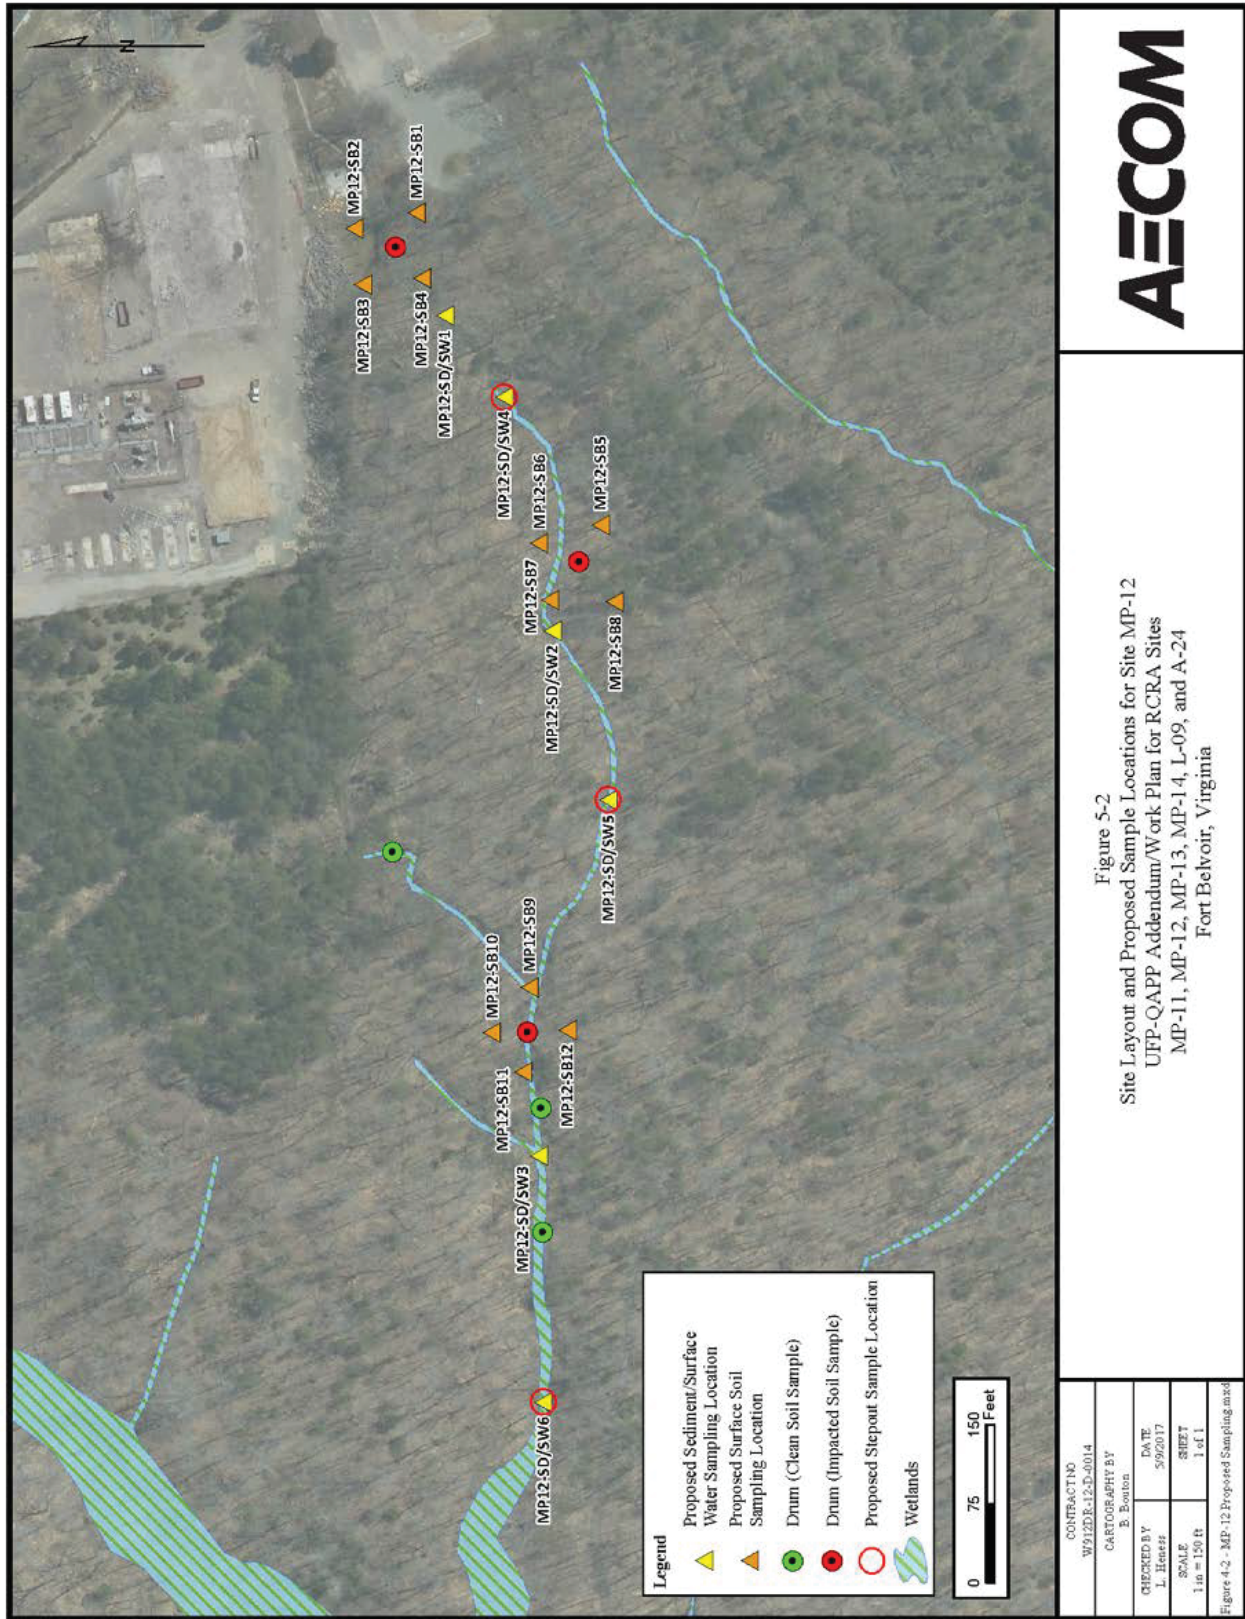 N
MP12-SB2
MP12-SB1
MP12-SB3
MP12-SB4
MP12-SD/SW1
MP12-SD/SW4
MP12-SB6
MP12-SB5
MP12-SB7
MP12-SD/SW2
MP12-SB8
MP12-SD/SW5
MP12-SB9
MP12-SB10
MP12-SB11
MP12-SB12
MP12-SD/SW3
MP12-SD/SW6
Legend
Proposed Sediment/Surface
Water Sampling Location
Proposed Surface Soil
Sampling Location
Drum (Clean Soil Sample)
Drum (Impacted Soil Sample)
Proposed Stepout Sample Location
Wetlands
0 75 150
Feet
CONTRACT NO
W912DR-12-D-0014
CARTOGRAPHY BY
B. Bouton
CHECKED BY
L. Heness
DATE
5/9/2017
SCALE
1 in = 150 ft
SHEET
1 of 1
Figure 4-2 - MP-12 Proposed Sampling.mxd
Figure 5-2
Site Layout and Proposed Sample Locations for Site MP-12
UFP-QAPP Addendum/Work Plan for RCRA Sites
MP-11, MP-12, MP-13, MP-14, L-09, and A-24
Fort Belvoir, Virginia
AECOM